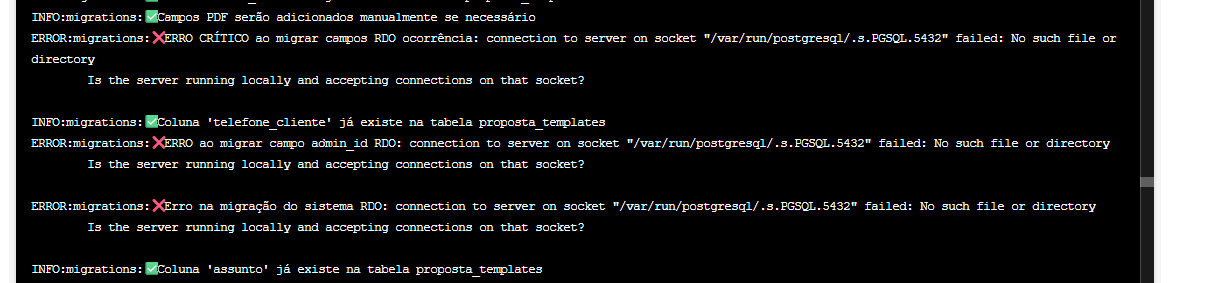 INFO:migrations:✅Campos PDF serão adicionados manualmente se necessário
ERROR:migrations:❌ERRO CRÍTICO ao migrar campos RDO ocorrência: connection to server on socket "/var/run/postgresql/.s.PGSQL.5432" failed: No such file or
directory
Is the server running locally and accepting connections on that socket?
INFO:migrations:✅Coluna 'telefone_cliente' já existe na tabela proposta_templates
ERROR:migrations:❌ERRO ao migrar campo admin_id RDO: connection to server on socket "/var/run/postgresql/.s.PGSQL.5432" failed: No such file or directory
Is the server running locally and accepting connections on that socket?
ERROR:migrations:❌Erro na migração do sistema RDO: connection to server on socket "/var/run/postgresql/.s.PGSQL.5432" failed: No such file or directory
Is the server running locally and accepting connections on that socket?
INFO:migrations:✅Coluna 'assunto' já existe na tabela proposta_templates